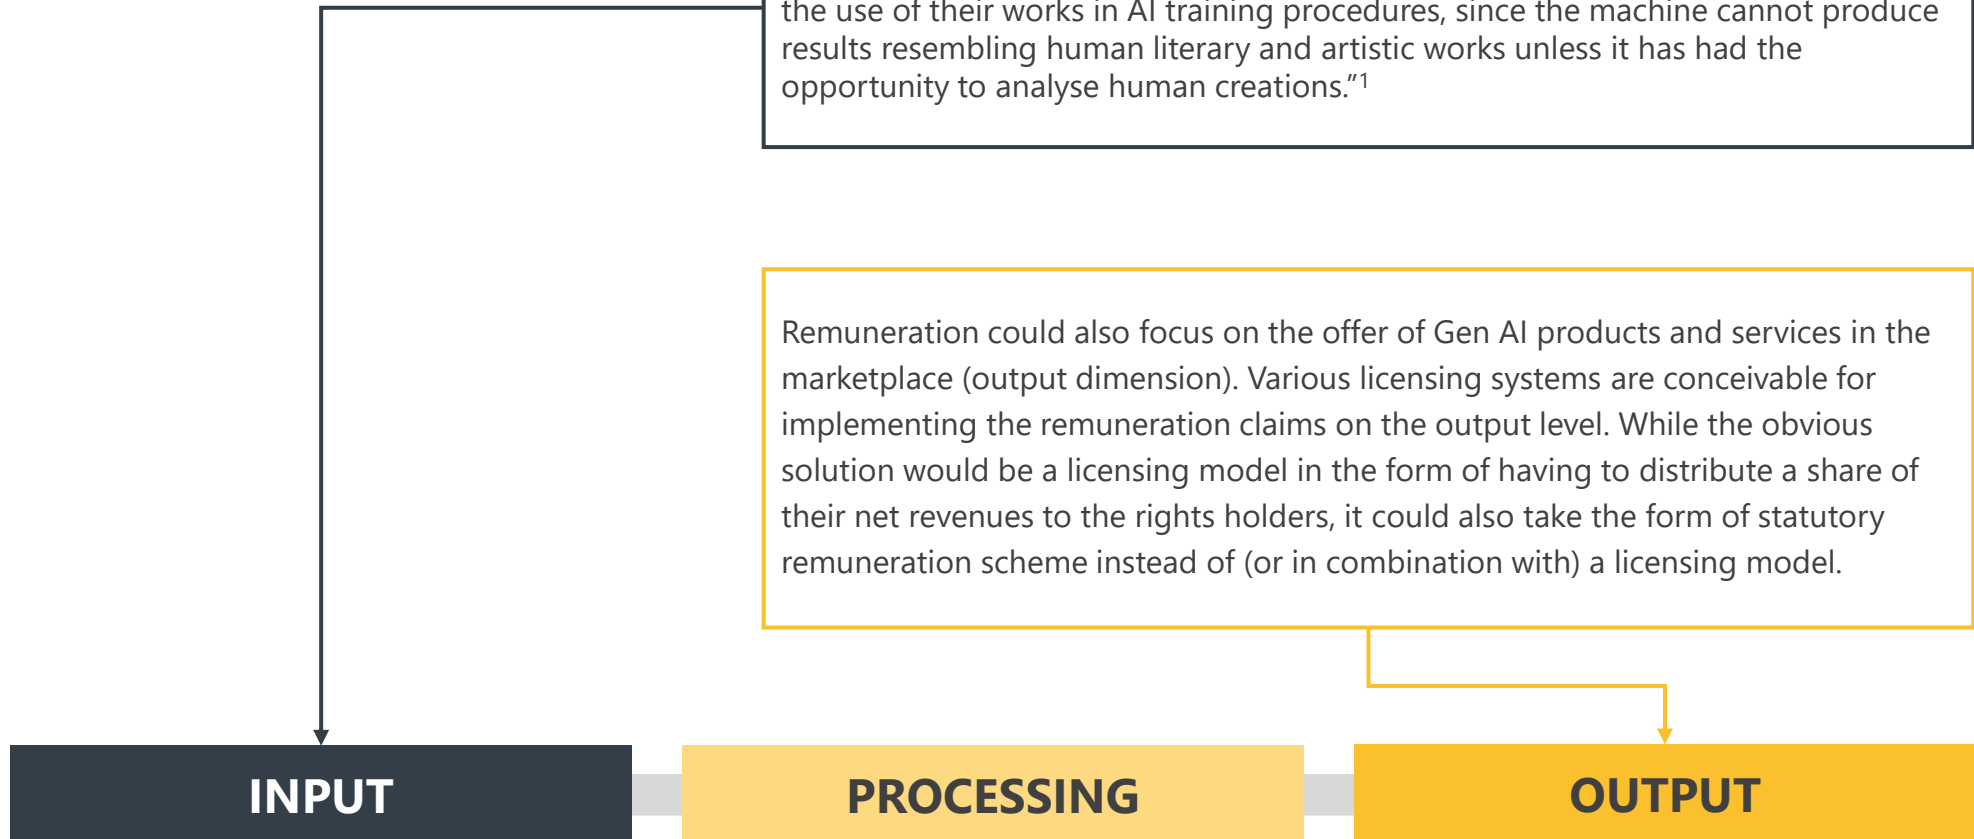 the use of their works in AI training procedures, since the machine cannot produce
results resembling human literary and artistic works unless it has had the
opportunity to analyse human creations.”¹
Remuneration could also focus on the offer of Gen AI products and services in the
marketplace (output dimension). Various licensing systems are conceivable for
implementing the remuneration claims on the output level. While the obvious
solution would be a licensing model in the form of having to distribute a share of
their net revenues to the rights holders, it could also take the form of statutory
remuneration scheme instead of (or in combination with) a licensing model.
INPUT
PROCESSING
OUTPUT